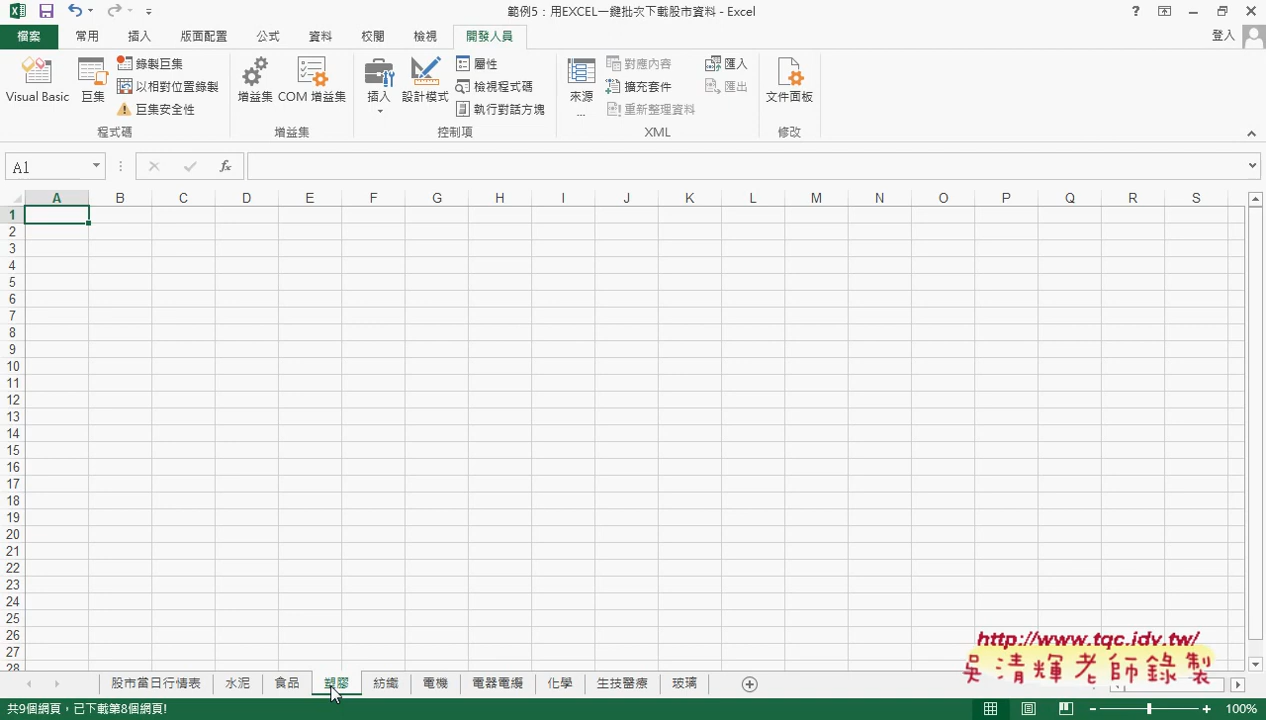 範例5：用EXCEL一鍵批次下載股市資料 - Excel
?
檔案 常用 插入 版面配置 公式 資料 校閱 檢視 開發人員 登入
Visual Basic 巨集 錄製巨集 以相對位置錄製 巨集安全性 程式碼
增益集 COM 增益集 增益集
插入 設計模式 屬性 檢視程式碼 執行對話方塊 控制項
來源 ... 對應內容 擴充套件 重新整理資料 匯入 匯出 XML
文件面板 修改
A1 fx
A B C D E F G H I J K L M N O P Q R S
1
2
3
4
5
6
7
8
9
10
11
12
13
14
15
16
17
18
19
20
21
22
23
24
25
26
27
28
http://www.tqc.idv.tw/
吳清輝老師錄製
股市當日行情表 水泥 食品 塑膠 紡織 電機 電器電纜 化學 生技醫療 玻璃
共9個網頁，已下載第8個網頁! 100%